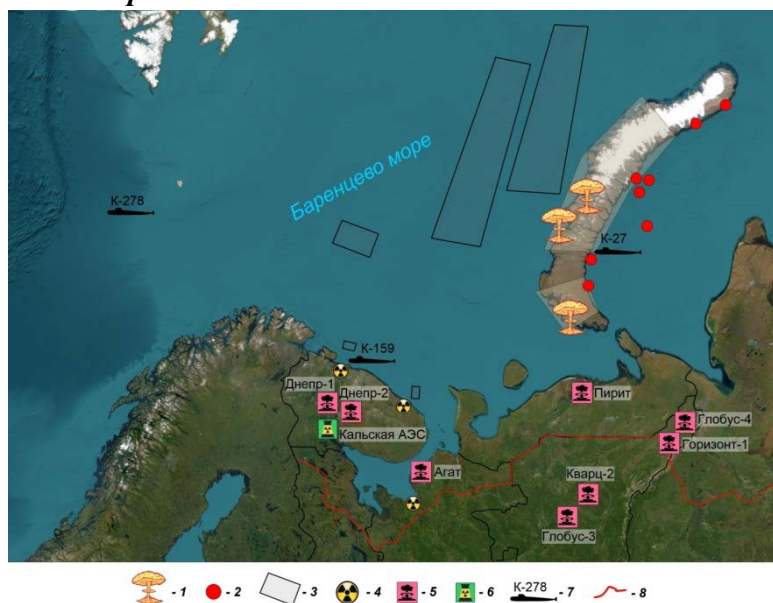 К-278
Баренцево море
К-27
К-159
Днепр-1
Днепр-2
Кальская АЭС
Пирит
Глобус-4
Горизонт-1
Агат
Кварц-2
Глобус-3
- 1
- 2
- 3
- 4
- 5
- 6
К-278
- 7
- 8